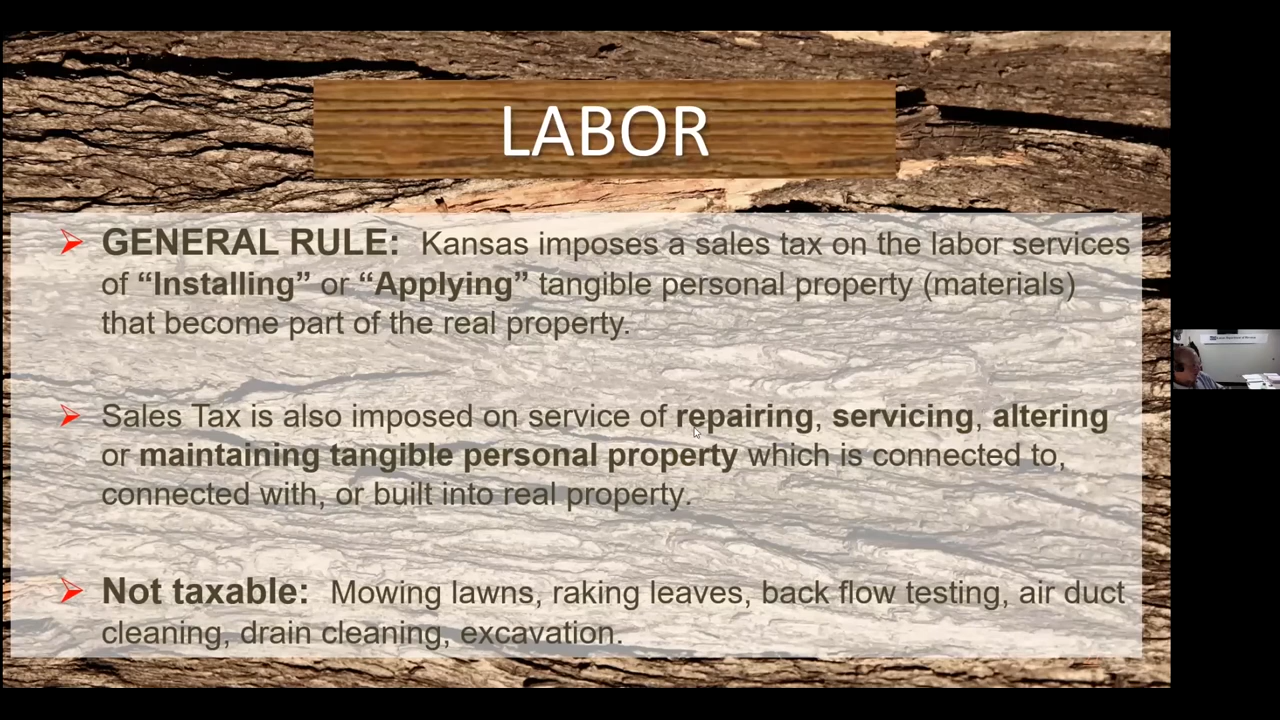 LABOR
GENERAL RULE: Kansas imposes a sales tax on the labor services
of “Installing” or “Applying” tangible personal property (materials)
that become part of the real property.
Sales Tax is also imposed on service of repairing, servicing, altering
or maintaining tangible personal property which is connected to,
connected with, or built into real property.
Not taxable: Mowing lawns, raking leaves, back flow testing, air duct
cleaning, drain cleaning, excavation.